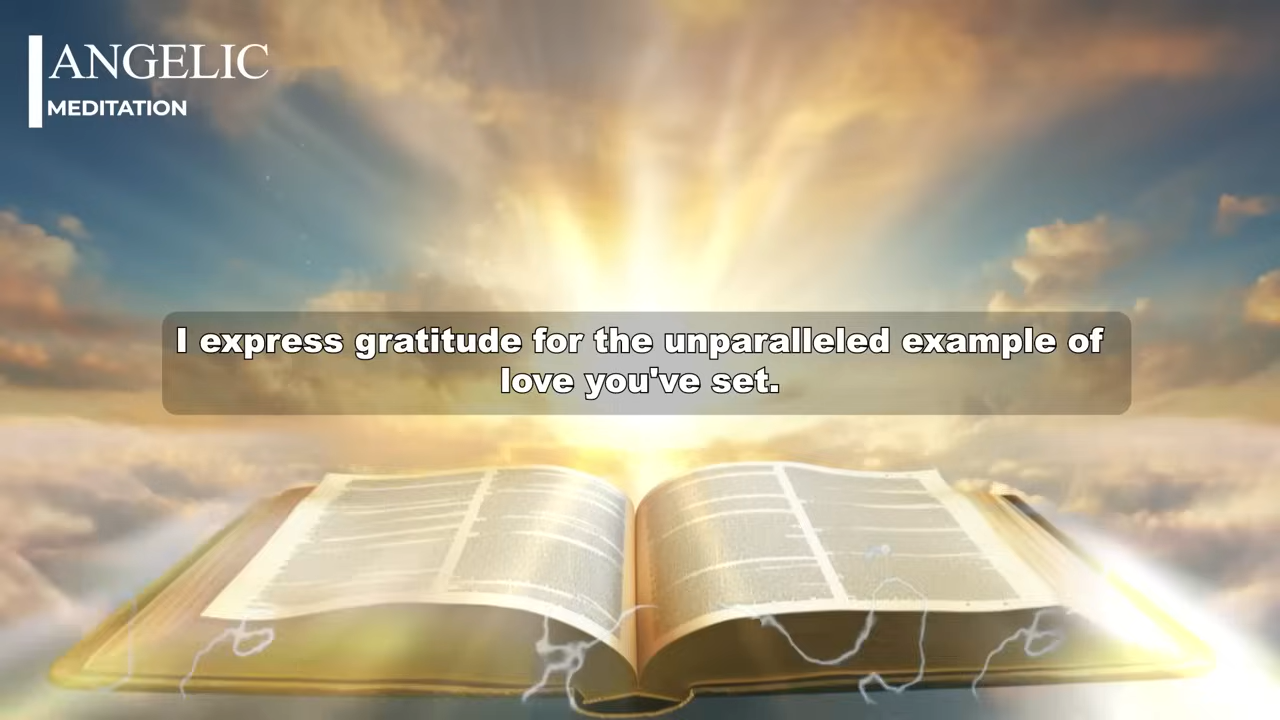 ANGELIC
MEDITATION
I express gratitude for the unparalleled example of
love you've set.